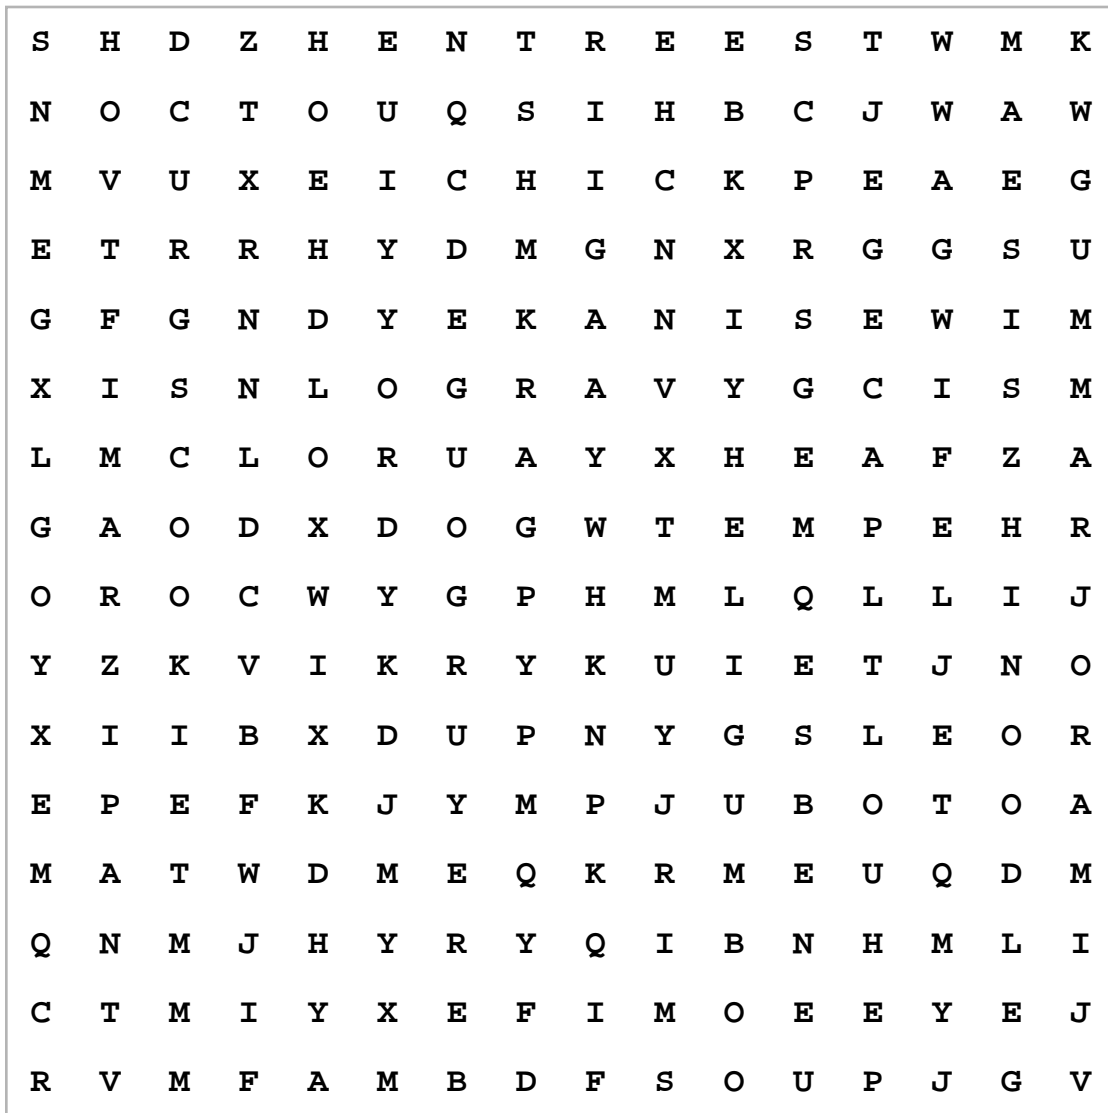 S H D Z H E N T R E E S T W M K
N O C T O U Q S I H B C J W A W
M V U X E I C H I C K P E A E G
E T R R H Y D M G N X R G G S U
G F G N D Y E K A N I S E W I M
X I S N L O G R A V Y G C I S M
L M C L O R U A Y X H E A F Z A
G A O D X D O G W T E M P E H R
O R O C W Y G P H M L Q L L I J
Y Z K V I K R Y K U I E T J N O
X I I B X D U P N Y G S L E O R
E P E F K J Y M P J U B O T O A
M A T W D M E Q K R M E U Q D M
Q N M J H Y R Y Q I B N H M L I
C T M I Y X E F I M O E E Y E J
R V M F A M B D F S O U P J G V